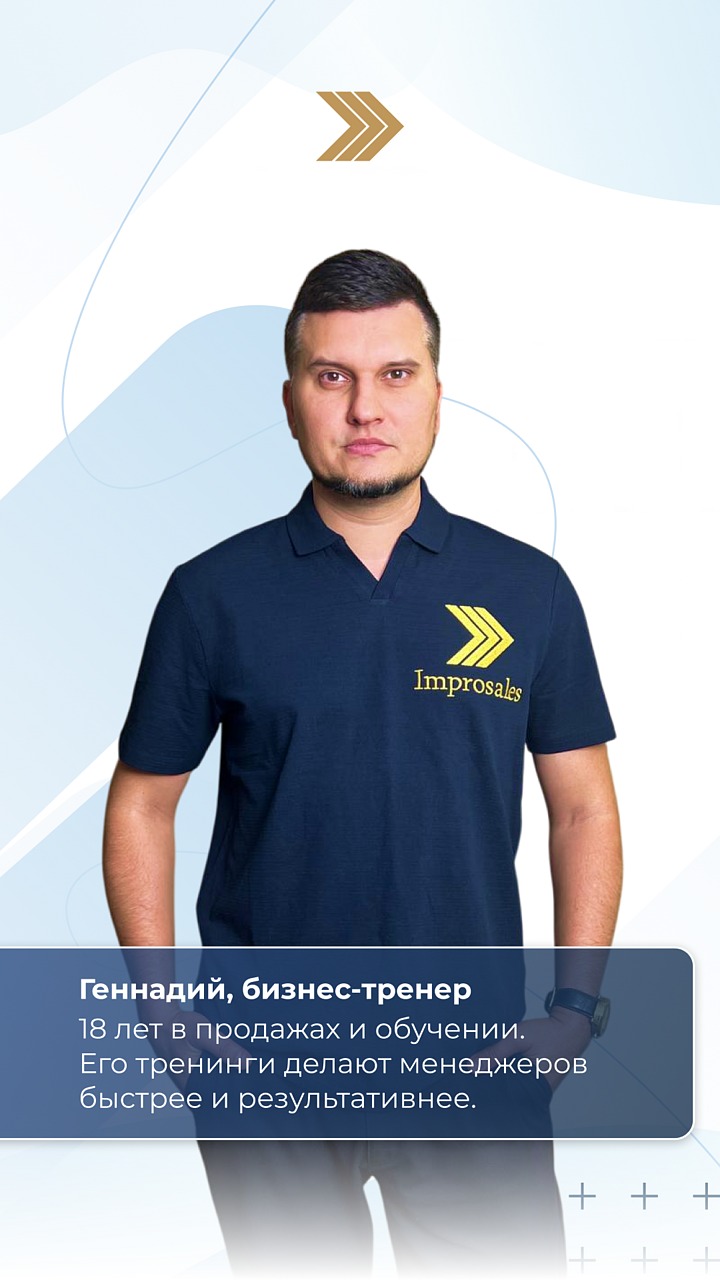 Improsales
Геннадий, бизнес-тренер
18 лет в продажах и обучении.
Его тренинги делают менеджеров
быстрее и результативнее.